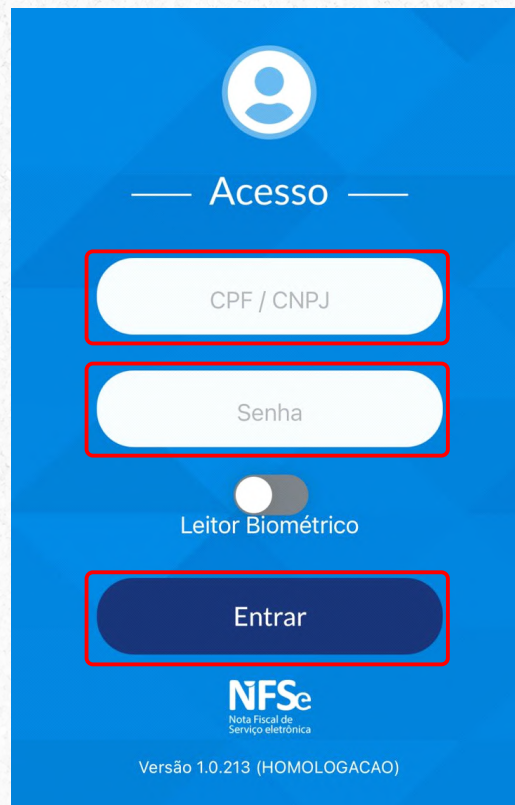 Acesso
CPF / CNPJ
Senha
Leitor Biométrico
Entrar
NFSe
Nota Fiscal de
Serviço eletrônica
Versão 1.0.213 (HOMOLOGACAO)